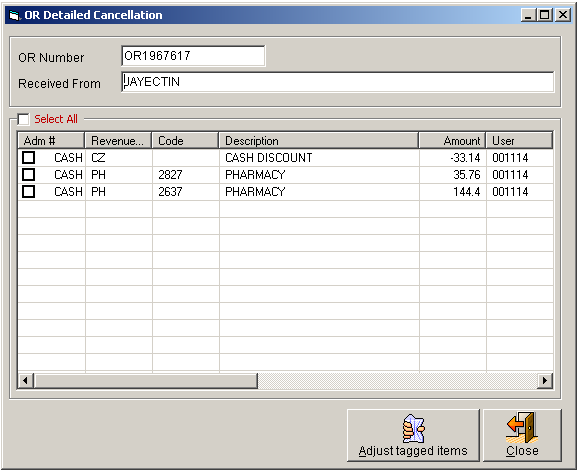 OR Detailed Cancellation
OR Number OR1967617
Received From JAYECTIN
Select All
Adm # Revenue... Code Description Amount User
CASH CZ CASH DISCOUNT -33.14 001114
CASH PH 2827 PHARMACY 35.76 001114
CASH PH 2637 PHARMACY 144.4 001114
Adjust tagged items Close